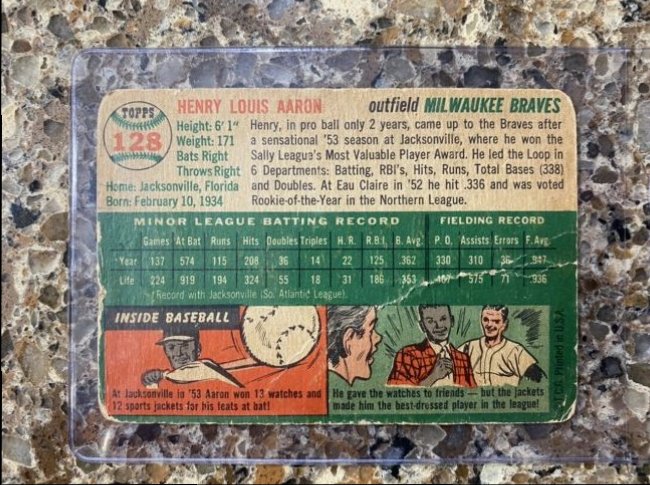 TOPPS
128
HENRY LOUIS AARON outfield MILWAUKEE BRAVES
Height: 6' 1"
Weight: 171
Bats Right
Throws Right
Home: Jacksonville, Florida
Born: February 10, 1934
Henry, in pro ball only 2 years, came up to the Braves after
a sensational '53 season at Jacksonville, where he won the
Sally League's Most Valuable Player Award. He led the Loop in
6 Departments: Batting, RBI's, Hits, Runs, Total Bases (338)
and Doubles. At Eau Claire in '52 he hit .336 and was voted
Rookie-of-the-Year in the Northern League.
MINOR LEAGUE BATTING RECORD FIELDING RECORD
Games At Bat Runs Hits Doubles Triples H.R. R.B.I. B. Avg. P.O. Assists Errors F. Avg.
Year 137 574 115 208 36 14 22 125 .362 330 310 36 .947
Life 224 919 194 324 55 18 31 186 .353 575 71 .936
(Record with Jacksonville (So. Atlantic League)
INSIDE BASEBALL
At Jacksonville in '53 Aaron won 13 watches and
12 sports jackets for his feats at bat!
He gave the watches to friends — but the jackets
made him the best-dressed player in the league!
T.C.G. Printed in U.S.A.